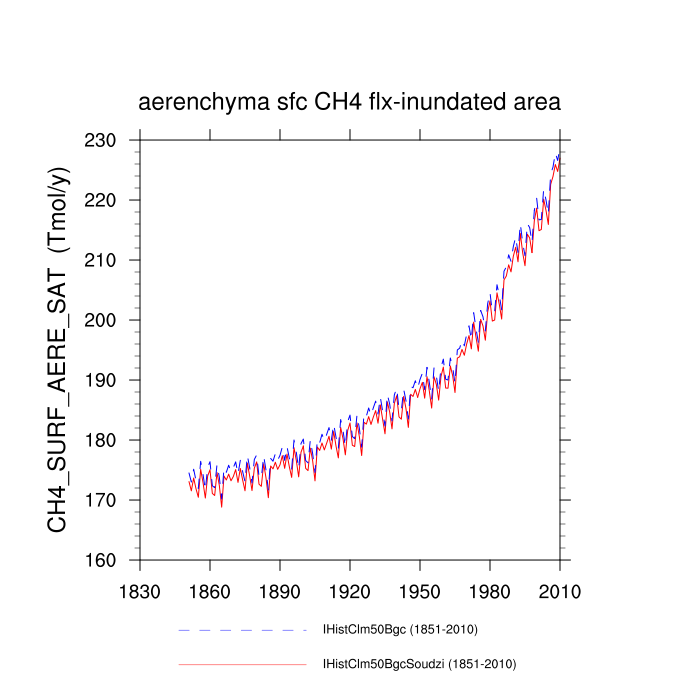 aerenchyma sfc CH4 flx-inundated area
CH4_SURF_AERE_SAT (Tmol/y)
230
220
210
200
190
180
170
160
1830 1860 1890 1920 1950 1980 2010
IHistClm50Bgc (1851-2010)
IHistClm50BgcSoudzi (1851-2010)